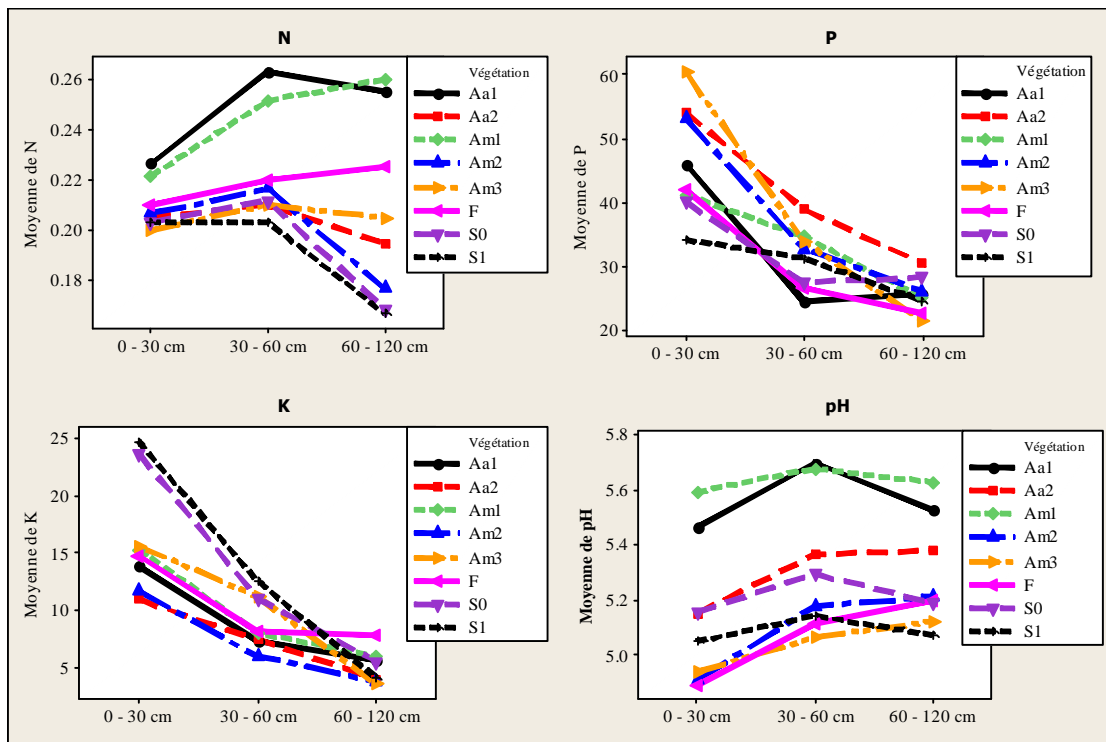 N
Moyenne de N
0.26
0.24
0.22
0.20
0.18
0 - 30 cm
30 - 60 cm
60 - 120 cm
Végétation
Aa1
Aa2
Am1
Am2
Am3
F
S0
S1
P
Moyenne de P
60
50
40
30
20
0 - 30 cm
30 - 60 cm
60 - 120 cm
Végétation
Aa1
Aa2
Am1
Am2
Am3
F
S0
S1
K
Moyenne de K
25
20
15
10
5
0 - 30 cm
30 - 60 cm
60 - 120 cm
Végétation
Aa1
Aa2
Am1
Am2
Am3
F
S0
S1
pH
Moyenne de pH
5.8
5.6
5.4
5.2
5.0
0 - 30 cm
30 - 60 cm
60 - 120 cm
Végétation
Aa1
Aa2
Am1
Am2
Am3
F
S0
S1